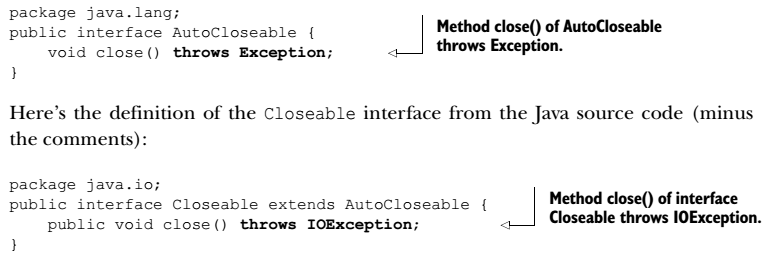 package java.lang;
public interface AutoCloseable {
    void close() throws Exception;
}
Method close() of AutoCloseable
throws Exception.
Here's the definition of the Closeable interface from the Java source code (minus
the comments):
package java.io;
public interface Closeable extends AutoCloseable {
    public void close() throws IOException;
}
Method close() of interface
Closeable throws IOException.